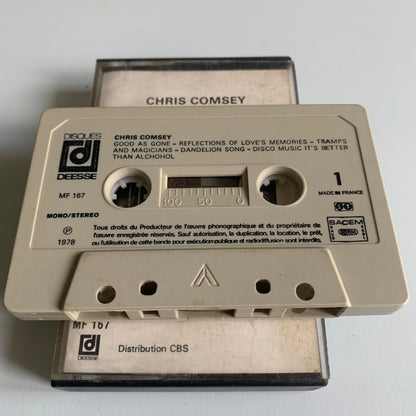 CHRIS COMSEY
DISQUES
DEESSE
CHRIS COMSEY
GOOD AS GONE - REFLECTIONS OF LOVE'S MEMORIES - TRAMPS
AND MAGICIANS - DANDELION SONG - DISCO MUSIC IT'S BETTER
THAN ALCHOHOL
MF 167
1
MADE IN FRANCE
100 50 0
MONO/STEREO
Ⓟ
1978
Tous droits du Producteur de l'œuvre phonographique et du propriétaire de
l'œuvre enregistrée réservés. Sauf autorisation, la duplication, la location, le prêt,
ou l'utilisation de cette bande pour exécution publique et radiodiffusion sont interdits.
SACEM
MF 167
DEESSE
Distribution CBS